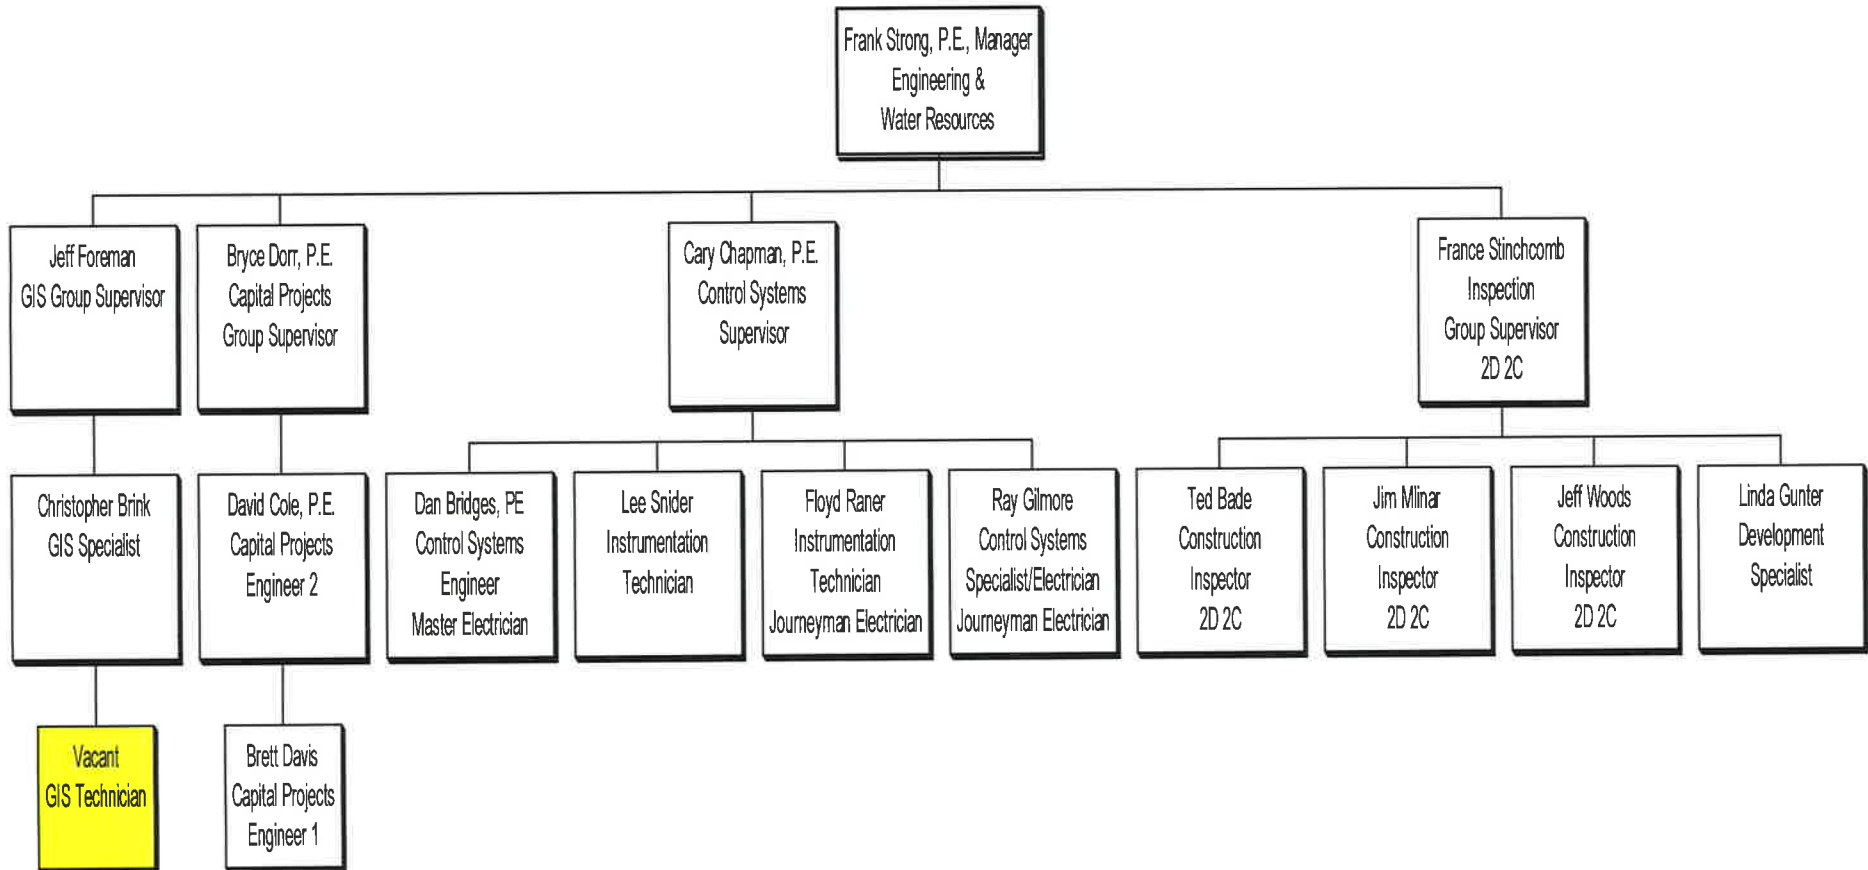 Frank Strong, P.E., Manager
Engineering &
Water Resources
Jeff Foreman
GIS Group Supervisor
Bryce Dorr, P.E.
Capital Projects
Group Supervisor
Cary Chapman, P.E.
Control Systems
Supervisor
France Stinchcomb
Inspection
Group Supervisor
2D 2C
Christopher Brink
GIS Specialist
David Cole, P.E.
Capital Projects
Engineer 2
Dan Bridges, PE
Control Systems
Engineer
Master Electrician
Lee Snider
Instrumentation
Technician
Floyd Raner
Instrumentation
Technician
Journeyman Electrician
Ray Gilmore
Control Systems
Specialist/Electrician
Journeyman Electrician
Ted Bade
Construction
Inspector
2D 2C
Jim Mlinar
Construction
Inspector
2D 2C
Jeff Woods
Construction
Inspector
2D 2C
Linda Gunter
Development
Specialist
Vacant
GIS Technician
Brett Davis
Capital Projects
Engineer 1